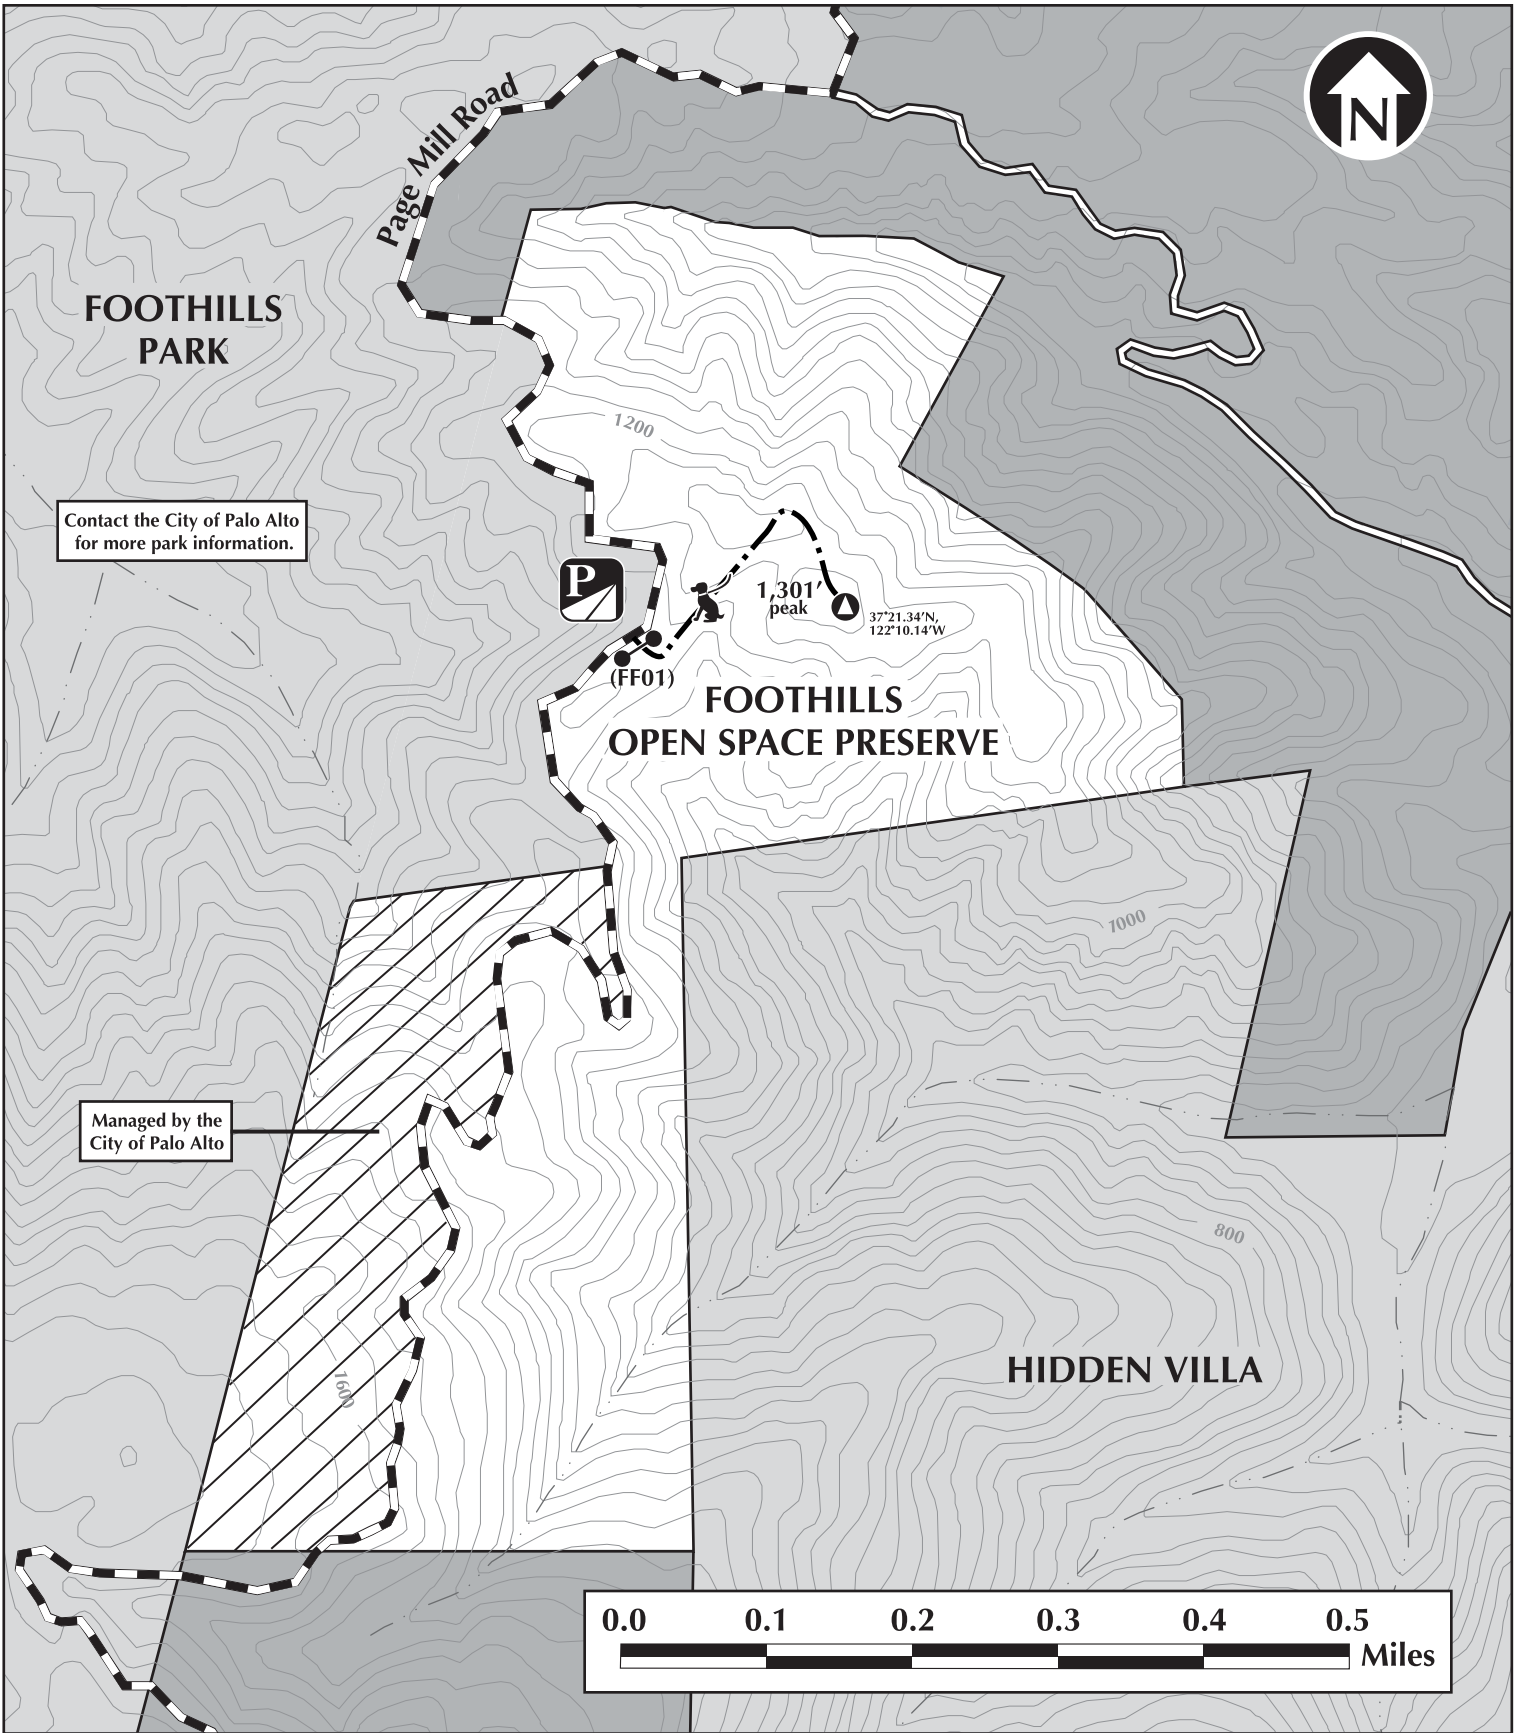 N
Page Mill Road
FOOTHILLS
PARK
1200
Contact the City of Palo Alto
for more park information.
P
1,301'
peak
37°21.34'N,
122°10.14'W
(FF01)
FOOTHILLS
OPEN SPACE PRESERVE
1000
Managed by the
City of Palo Alto
800
HIDDEN VILLA
1600
0.0 0.1 0.2 0.3 0.4 0.5
Miles